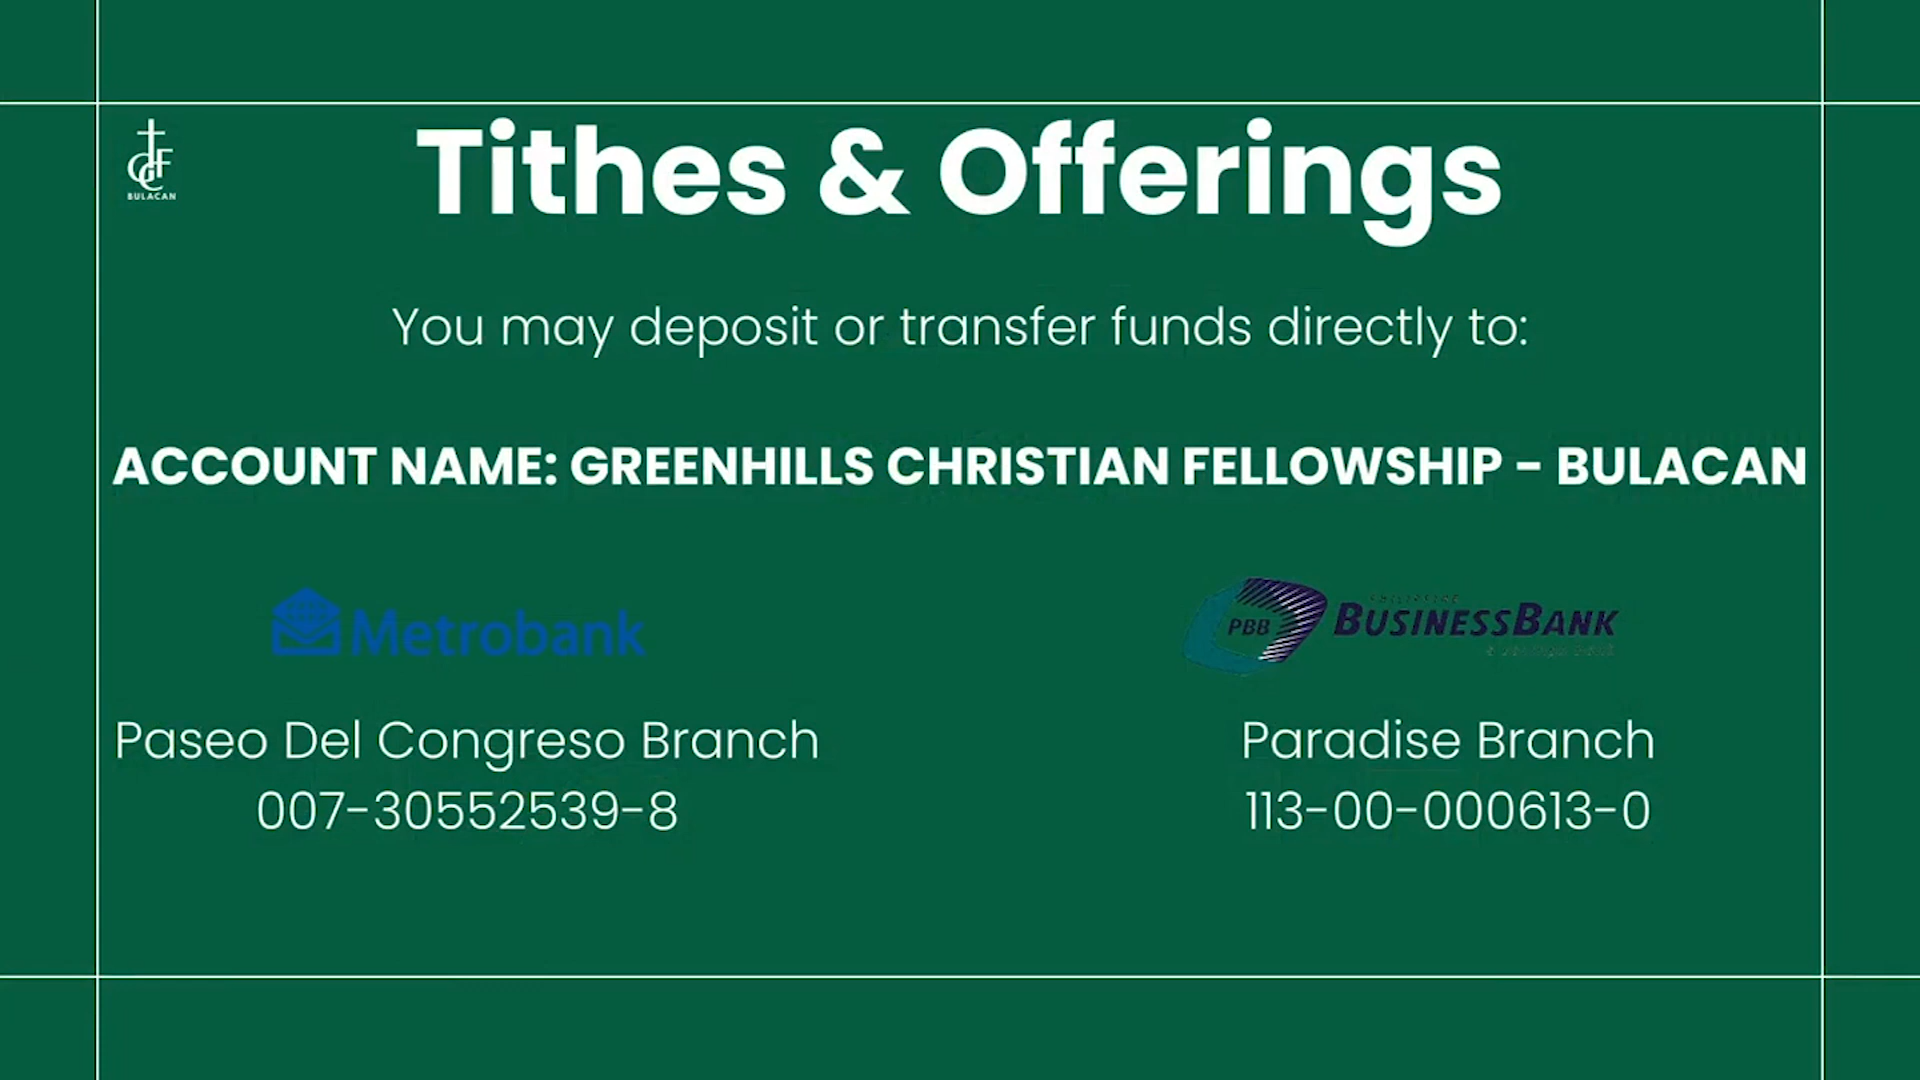 GCF
BULACAN
Tithes & Offerings
You may deposit or transfer funds directly to:
ACCOUNT NAME: GREENHILLS CHRISTIAN FELLOWSHIP - BULACAN
Metrobank
Paseo Del Congreso Branch
007-30552539-8
PHILIPPINE
PBB BUSINESSBANK
Paradise Branch
113-00-000613-0